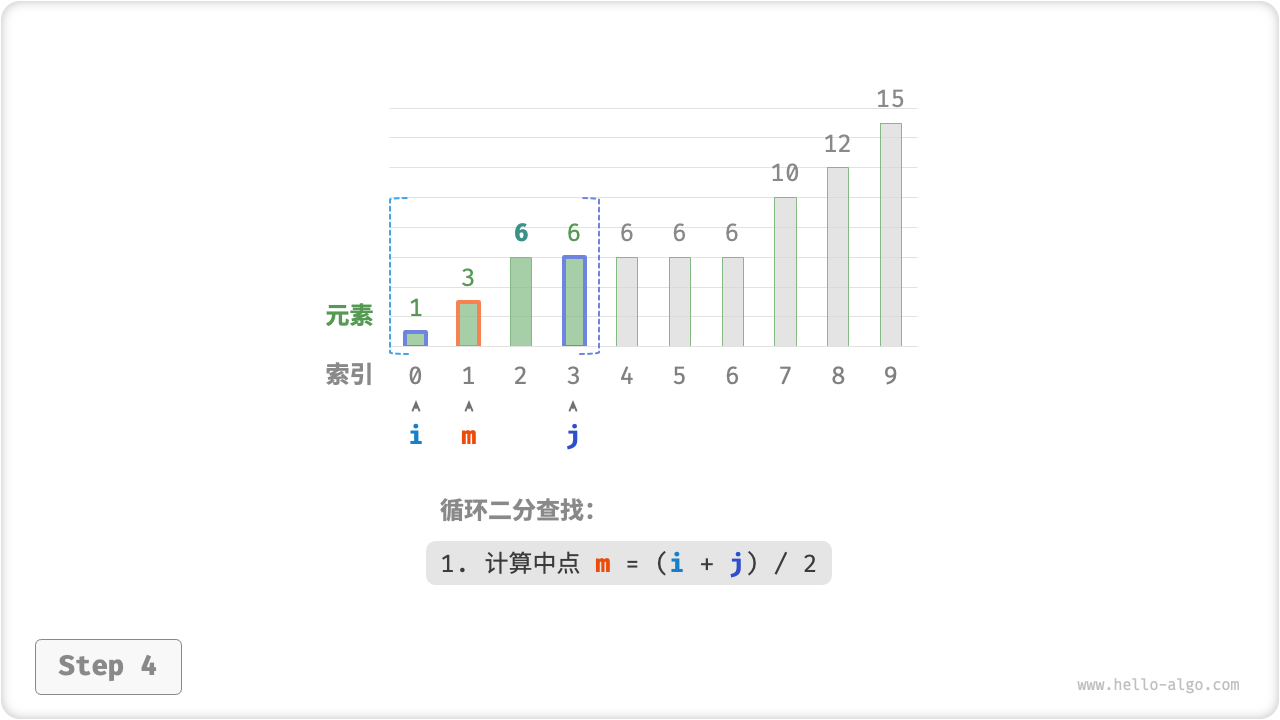 15
12
10
6 6 6 6 6
3
1
元素
索引 0 1 2 3 4 5 6 7 8 9
i m j
循环二分查找：
1. 计算中点 m = (i + j) / 2
Step 4
www.hello-algo.com